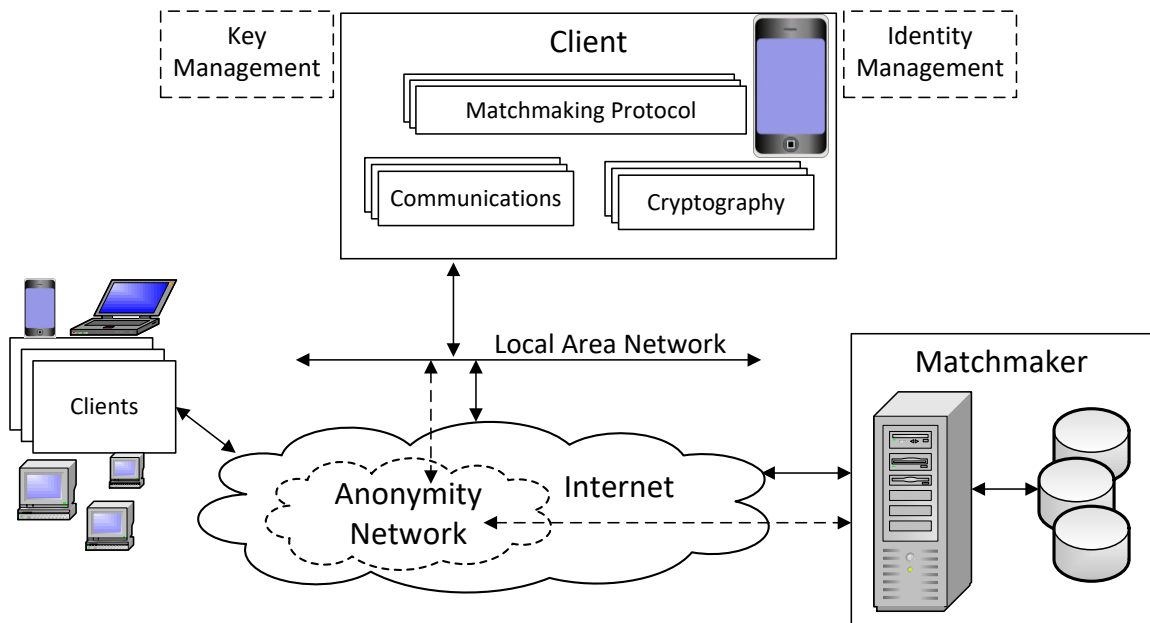 Key
Management
Client
Identity
Management
Matchmaking Protocol
Communications
Cryptography
Local Area Network
Clients
Matchmaker
Anonymity
Network
Internet